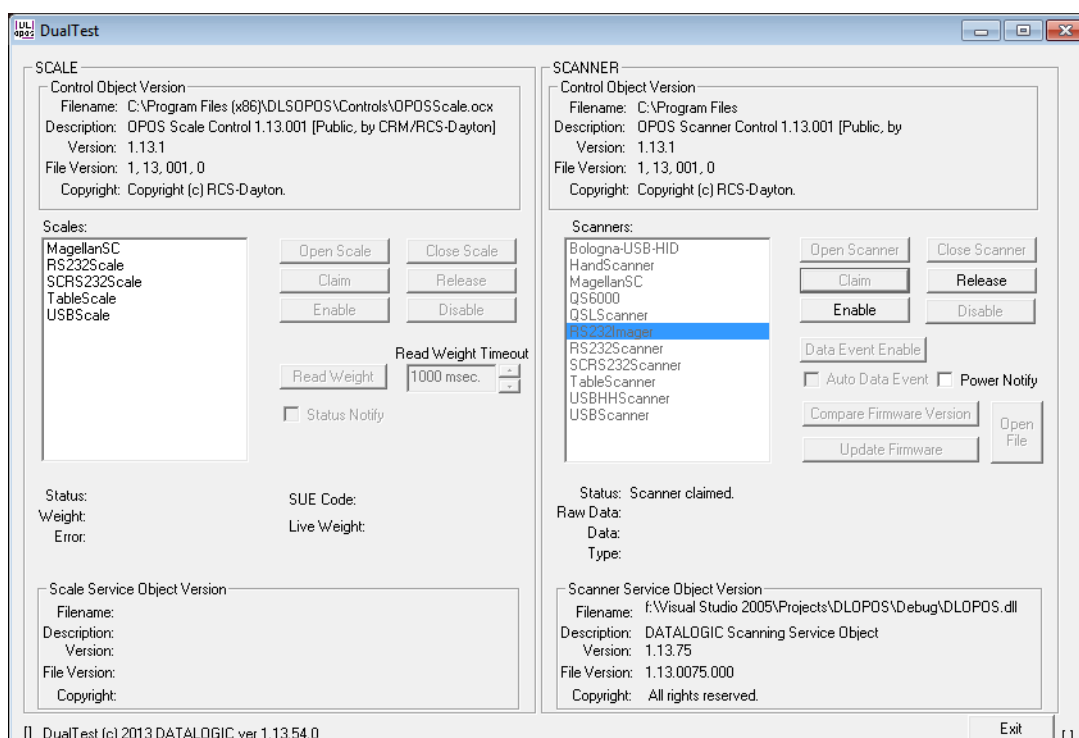 UL
opos
DualTest
SCALE
Control Object Version
Filename: C:\Program Files (x86)\DLSOPOS\Controls\OPOSScale.ocx
Description: OPOS Scale Control 1.13.001 [Public, by CRM/RCS-Dayton]
Version: 1.13.1
File Version: 1, 13, 001, 0
Copyright: Copyright (c) RCS-Dayton.
Scales:
MagellanSC
RS232Scale
SCRS232Scale
TableScale
USBScale
Open Scale
Close Scale
Claim
Release
Enable
Disable
Read Weight Timeout
Read Weight
1000 msec.
Status Notify
Status:
Weight:
Error:
SUE Code:
Live Weight:
Scale Service Object Version
Filename:
Description:
Version:
File Version:
Copyright:
SCANNER
Control Object Version
Filename: C:\Program Files
Description: OPOS Scanner Control 1.13.001 [Public, by
Version: 1.13.1
File Version: 1, 13, 001, 0
Copyright: Copyright (c) RCS-Dayton.
Scanners:
Bologna-USB-HID
HandScanner
MagellanSC
QS6000
QSLScanner
RS232Imager
RS232Scanner
SCRS232Scanner
TableScanner
USBHHScanner
USBScanner
Open Scanner
Close Scanner
Claim
Release
Enable
Disable
Data Event Enable
Auto Data Event
Power Notify
Compare Firmware Version
Update Firmware
Open
File
Status: Scanner claimed.
Raw Data:
Data:
Type:
Scanner Service Object Version
Filename: f:\Visual Studio 2005\Projects\DLOPOS\Debug\DLOPOS.dll
Description: DATALOGIC Scanning Service Object
Version: 1.13.75
File Version: 1.13.0075.000
Copyright: All rights reserved.
[] DualTest (c) 2013 DATALOGIC ver 1.13.54.0
Exit
[ ]